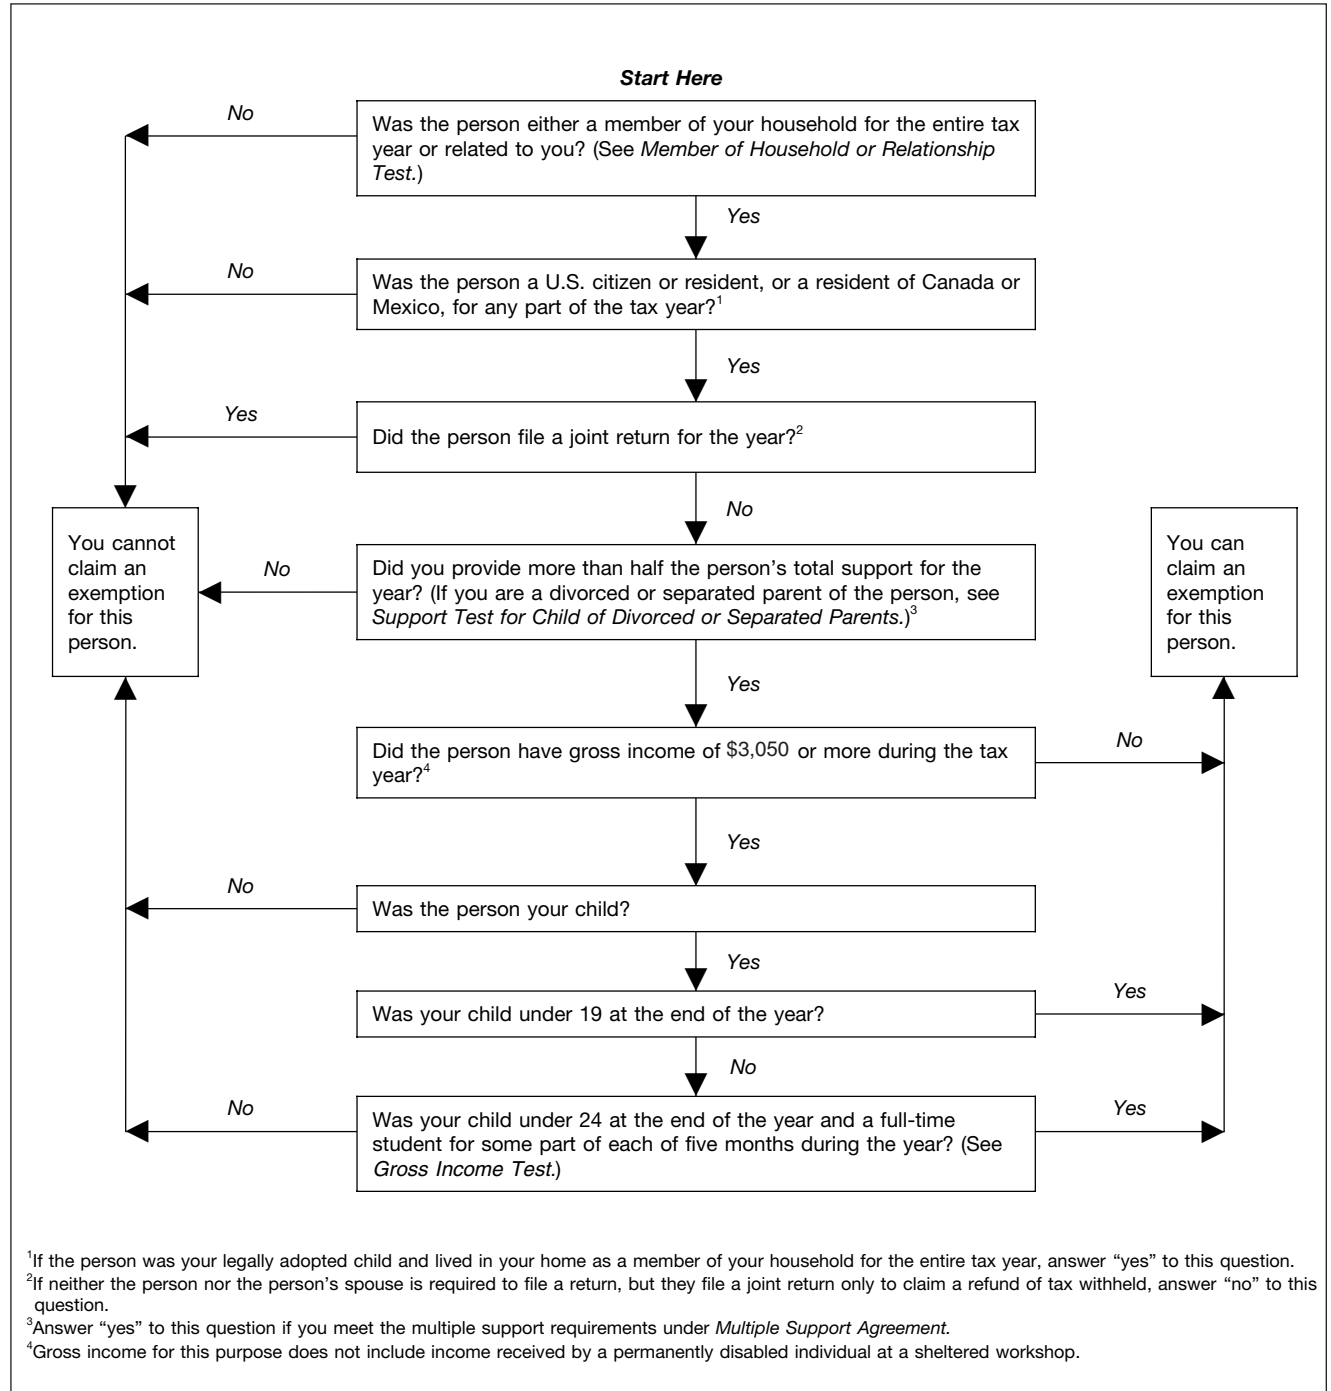 Start Here
No
Was the person either a member of your household for the entire tax
year or related to you? (See Member of Household or Relationship
Test.)
Yes
No
Was the person a U.S. citizen or resident, or a resident of Canada or
Mexico, for any part of the tax year?¹
Yes
Yes
Did the person file a joint return for the year?²
No
You cannot
claim an
exemption
for this
person.
No
Did you provide more than half the person's total support for the
year? (If you are a divorced or separated parent of the person, see
Support Test for Child of Divorced or Separated Parents.)³
You can
claim an
exemption
for this
person.
Yes
Did the person have gross income of $3,050 or more during the tax
year?⁴
No
Yes
No
Was the person your child?
Yes
Was your child under 19 at the end of the year?
Yes
No
No
Was your child under 24 at the end of the year and a full-time
student for some part of each of five months during the year? (See
Gross Income Test.)
Yes
¹If the person was your legally adopted child and lived in your home as a member of your household for the entire tax year, answer “yes” to this question.
²If neither the person nor the person's spouse is required to file a return, but they file a joint return only to claim a refund of tax withheld, answer “no” to this
question.
³Answer “yes” to this question if you meet the multiple support requirements under Multiple Support Agreement.
⁴Gross income for this purpose does not include income received by a permanently disabled individual at a sheltered workshop.